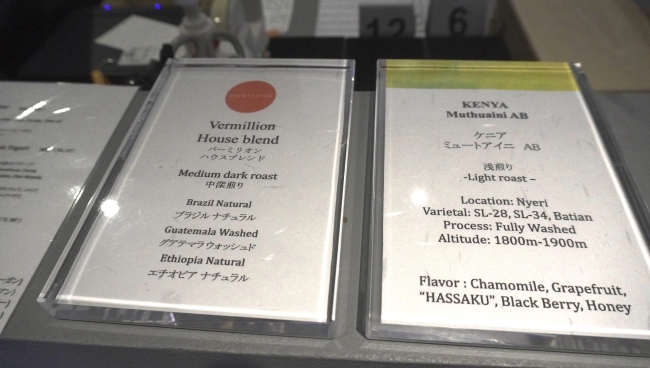 12
6
vermillion
Vermillion
House blend
バーミリオン
ハウスブレンド
Medium dark roast
中深煎り
Brazil Natural
ブラジル ナチュラル
Guatemala Washed
グアテマラ ウォッシュド
Ethiopia Natural
エチオピア ナチュラル
KENYA
Muthuaini AB
ケニア
ミュートアイニ AB
浅煎り
-Light roast –
Location: Nyeri
Varietal: SL-28, SL-34, Batian
Process: Fully Washed
Altitude: 1800m-1900m
Flavor : Chamomile, Grapefruit,
“HASSAKU”, Black Berry, Honey